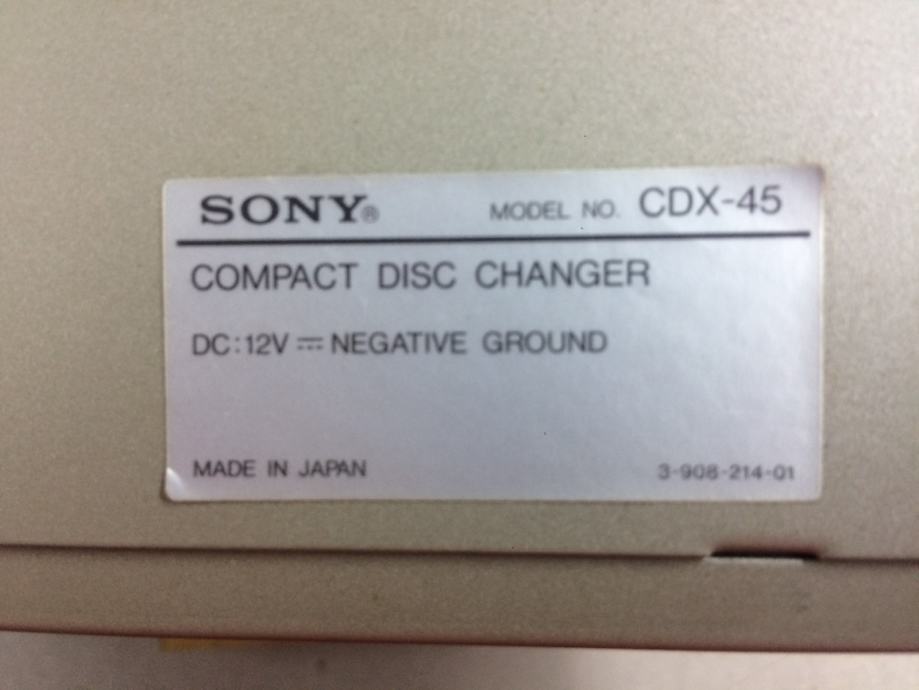 SONY® MODEL NO. CDX-45
COMPACT DISC CHANGER
DC:12V ⎓ NEGATIVE GROUND
MADE IN JAPAN 3-908-214-01